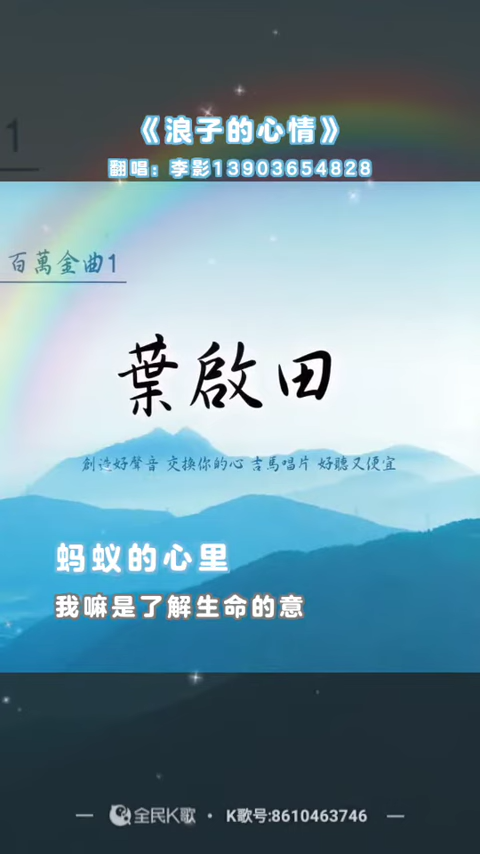 1
《浪子的心情》
翻唱：李影13903654828
百萬金曲1
葉啟田
創造好聲音 交換你的心 吉馬唱片 好聽又便宜
蚂蚁的心里
我嘛是了解生命的意
全民K歌 · K歌号:8610463746